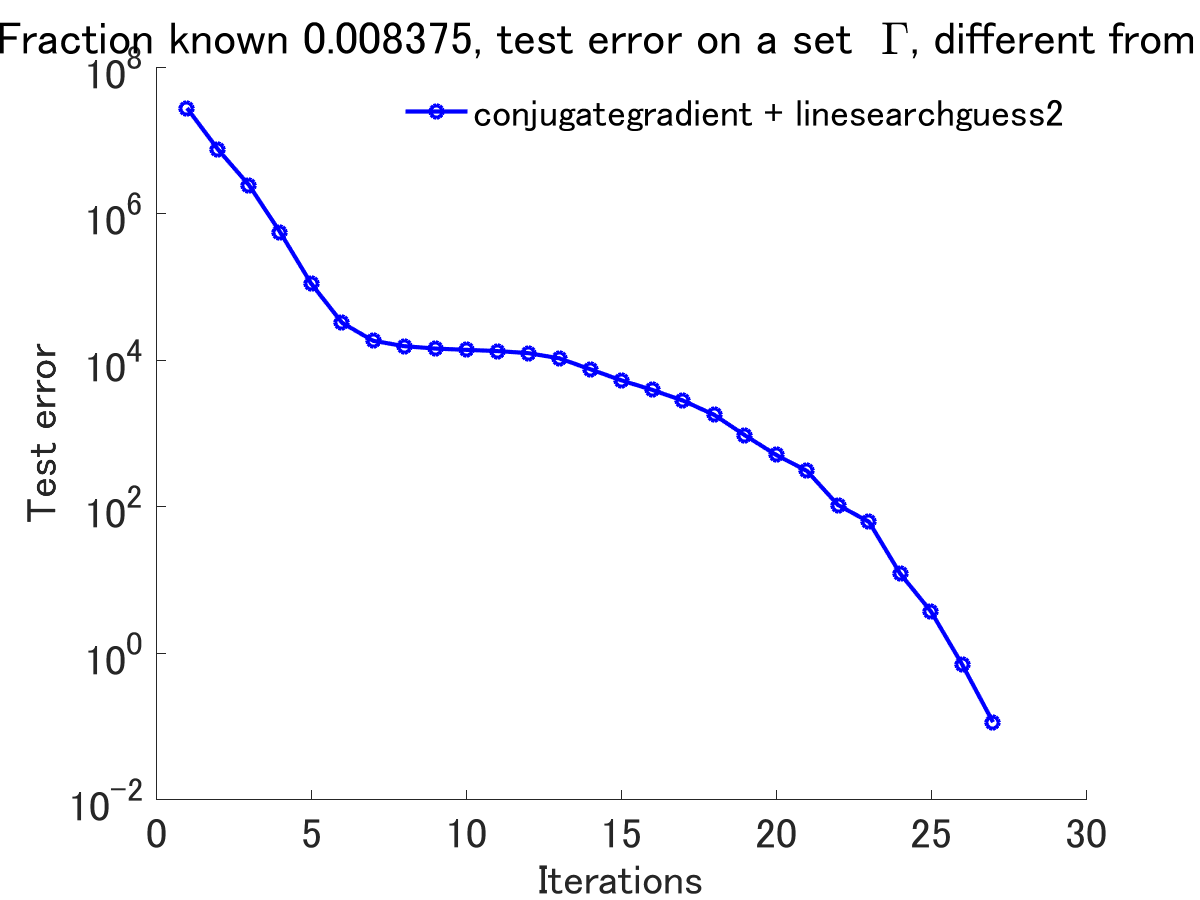 Fraction known 0.008375, test error on a set Γ, different from
10^8
conjugategradient + linesearchguess2
10^6
10^4
10^2
10^0
10^-2
Test error
0 5 10 15 20 25 30
Iterations